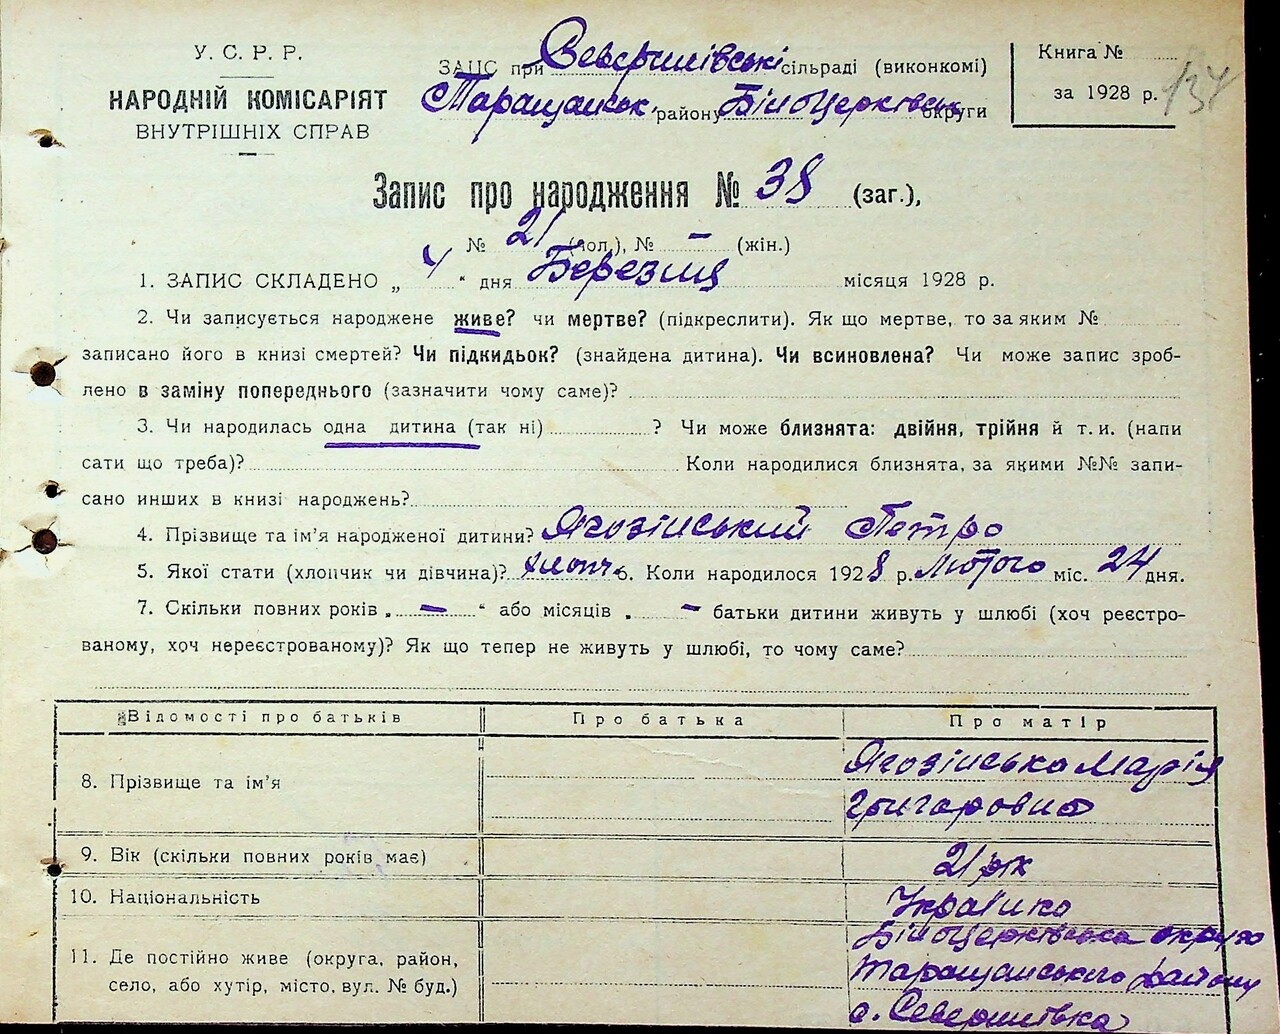 У. С. Р. Р.
НАРОДНІЙ КОМІСАРІЯТ
ВНУТРІШНІХ СПРАВ
ЗАПС при Северинівські сільраді (виконкомі)
Таращанськ. району Білоцерківськ округи
Книга №
за 1928 р.
134
Запис про народження № 38 (заг.),
№ 21 (чол.), № – (жін.)
1. ЗАПИС СКЛАДЕНО „ 4 “ дня Березня місяця 1928 р.
2. Чи записується народжене живе? чи мертве? (підкреслити). Як що мертве, то за яким №
записано його в книзі смертей? Чи підкидьок? (знайдена дитина). Чи всиновлена? Чи може запис зроб-
лено в заміну попереднього (зазначити чому саме)?
3. Чи народилась одна дитина (так ні) ? Чи може близнята: двійня, трійня й т. и. (напи
сати що треба)? Коли народилися близнята, за якими №№ запи-
сано инших в книзі народжень?
4. Прізвище та ім’я народженої дитини? Ягозінський Петро
5. Якої стати (хлопчик чи дівчина)? хлопч. 6. Коли народилося 1928 р. Лютого міс. 24 дня.
7. Скільки повних років „ – “ або місяців „ – батьки дитини живуть у шлюбі (хоч реєстро-
ваному, хоч нереєстрованому)? Як що тепер не живуть у шлюбі, то чому саме?
Відомості про батьків Про батька Про матір
8. Прізвище та ім’я Ягозінська Марія
Григаровна
9. Вік (скільки повних років має) 21 рік
10. Національність Українка
11. Де постійно живе (округа, район,
село, або хутір, місто, вул. № буд.)
Білоцерківська округа
Таращанського району
с. Северинівка